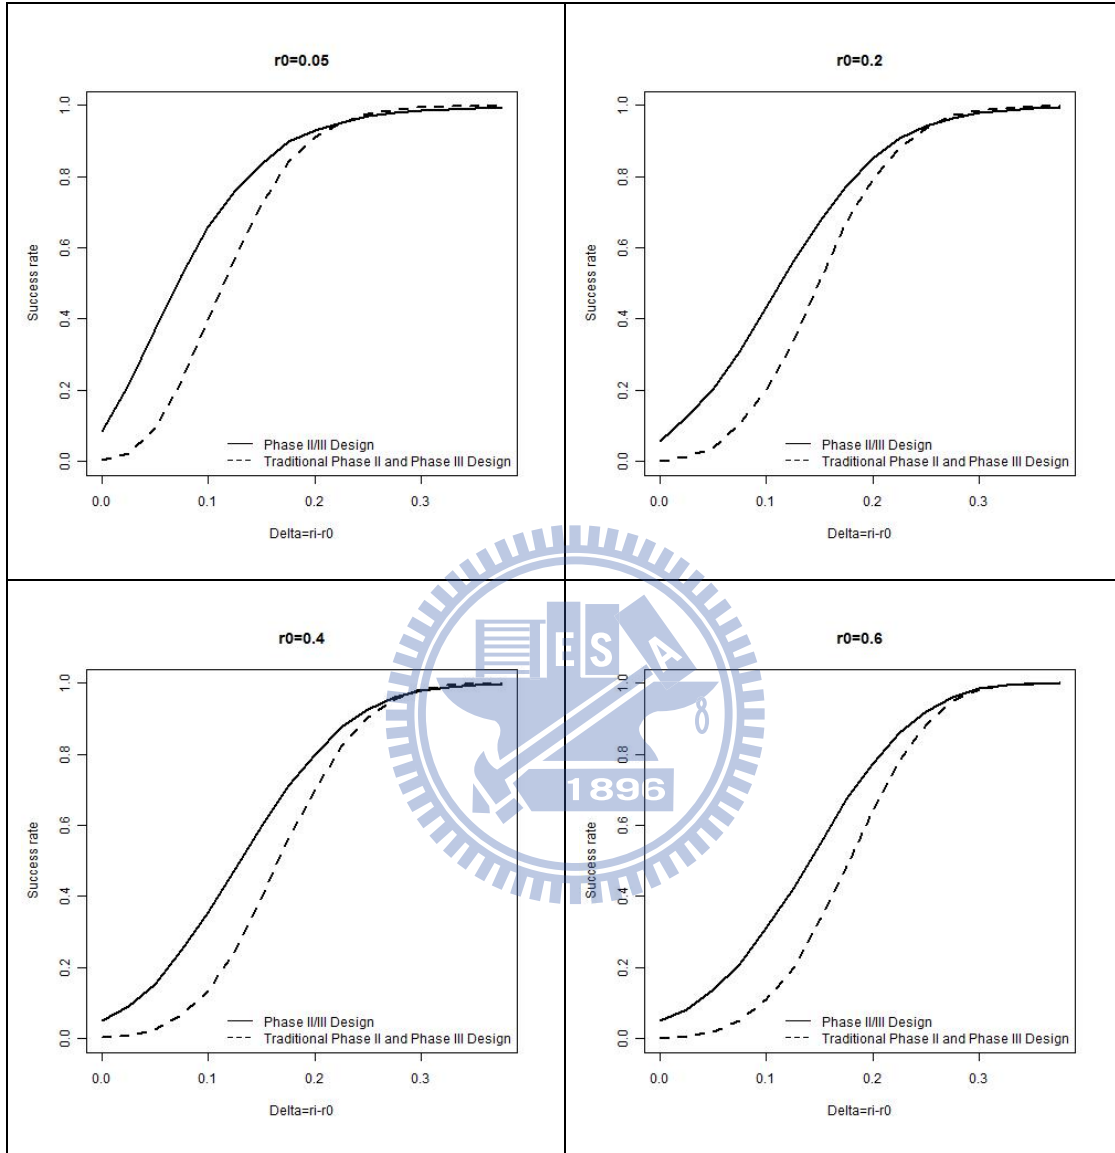 r0=0.05
1.0
0.8
0.6
0.4
0.2
0.0
Success rate
Phase II/III Design
Traditional Phase II and Phase III Design
0.0 0.1 0.2 0.3
Delta=ri-r0
r0=0.2
1.0
0.8
0.6
0.4
0.2
0.0
Success rate
Phase II/III Design
Traditional Phase II and Phase III Design
0.0 0.1 0.2 0.3
Delta=ri-r0
r0=0.4
1.0
0.8
0.6
0.4
0.2
0.0
Success rate
Phase II/III Design
Traditional Phase II and Phase III Design
0.0 0.1 0.2 0.3
Delta=ri-r0
r0=0.6
1.0
0.8
0.6
0.4
0.2
0.0
Success rate
Phase II/III Design
Traditional Phase II and Phase III Design
0.0 0.1 0.2 0.3
Delta=ri-r0
E S A
8
1896